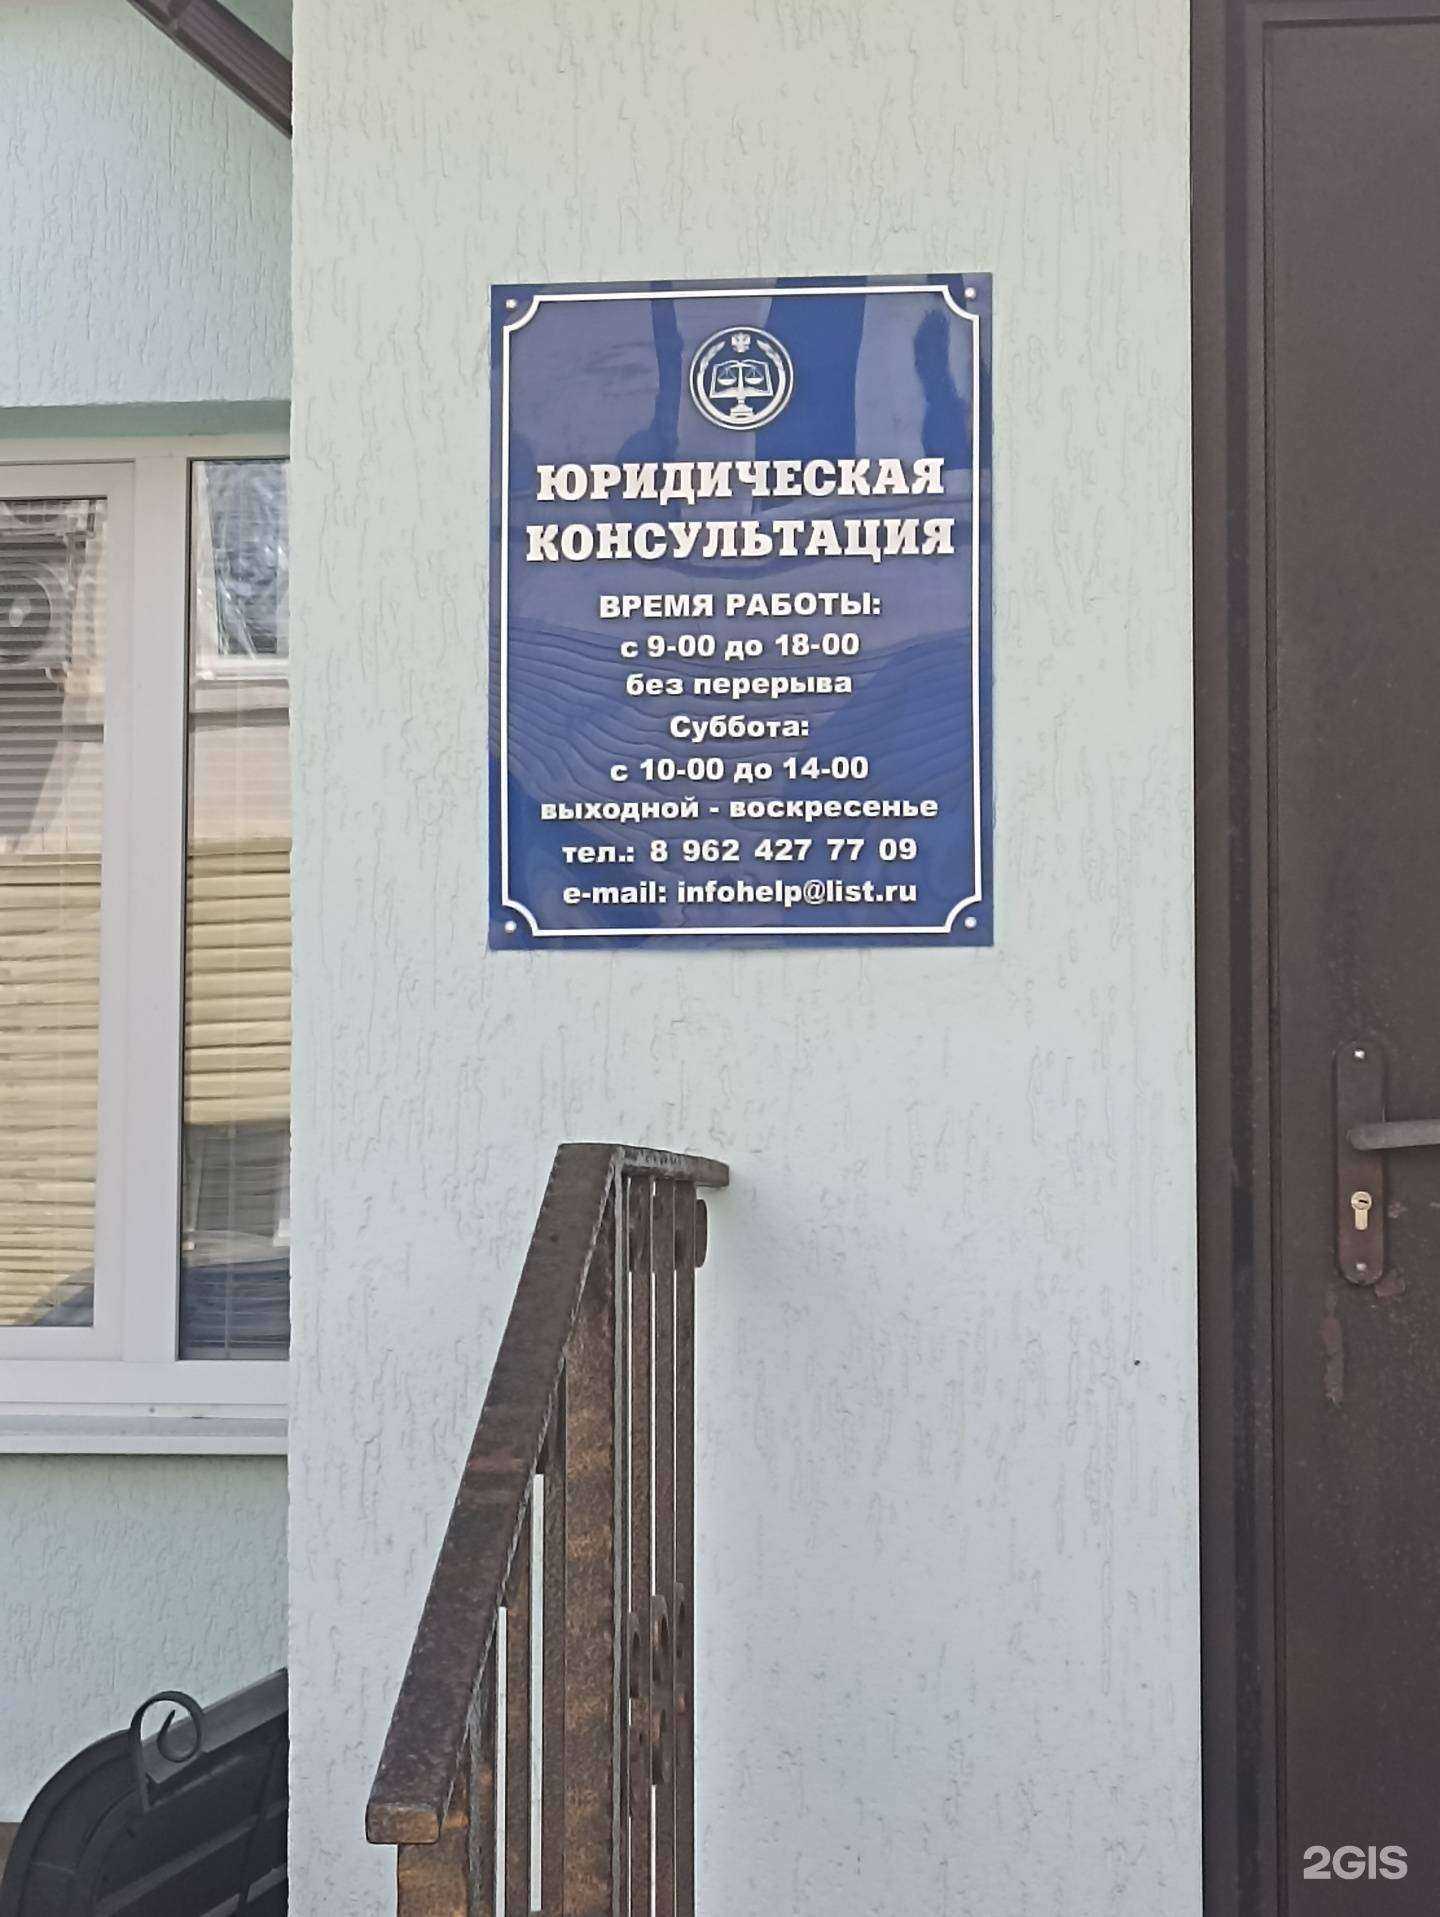 ЮРИДИЧЕСКАЯ
КОНСУЛЬТАЦИЯ
ВРЕМЯ РАБОТЫ:
с 9-00 до 18-00
без перерыва
Суббота:
с 10-00 до 14-00
выходной - воскресенье
тел.: 8 962 427 77 09
e-mail: infohelp@list.ru
2GIS